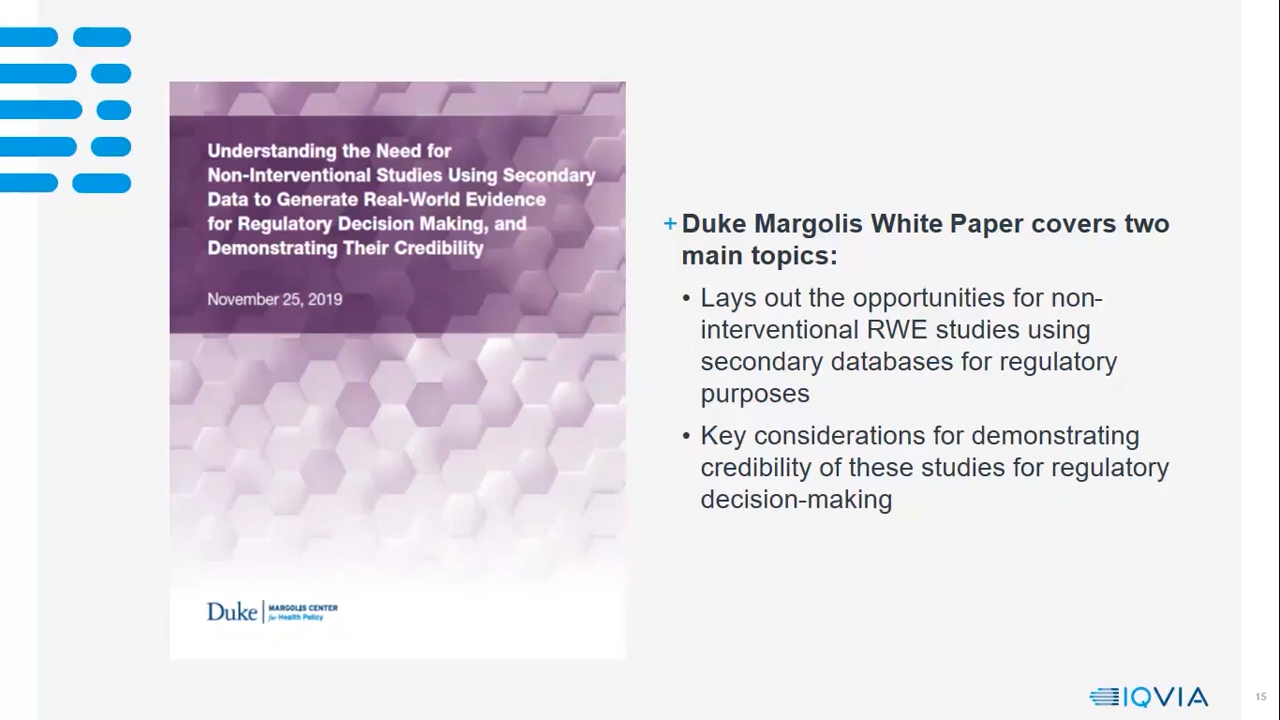 Understanding the Need for
Non-Interventional Studies Using Secondary
Data to Generate Real-World Evidence
for Regulatory Decision Making, and
Demonstrating Their Credibility
November 25, 2019
Duke
MARGOLIS CENTER
for Health Policy
+ Duke Margolis White Paper covers two
main topics:
• Lays out the opportunities for non-
interventional RWE studies using
secondary databases for regulatory
purposes
• Key considerations for demonstrating
credibility of these studies for regulatory
decision-making
IQVIA
15